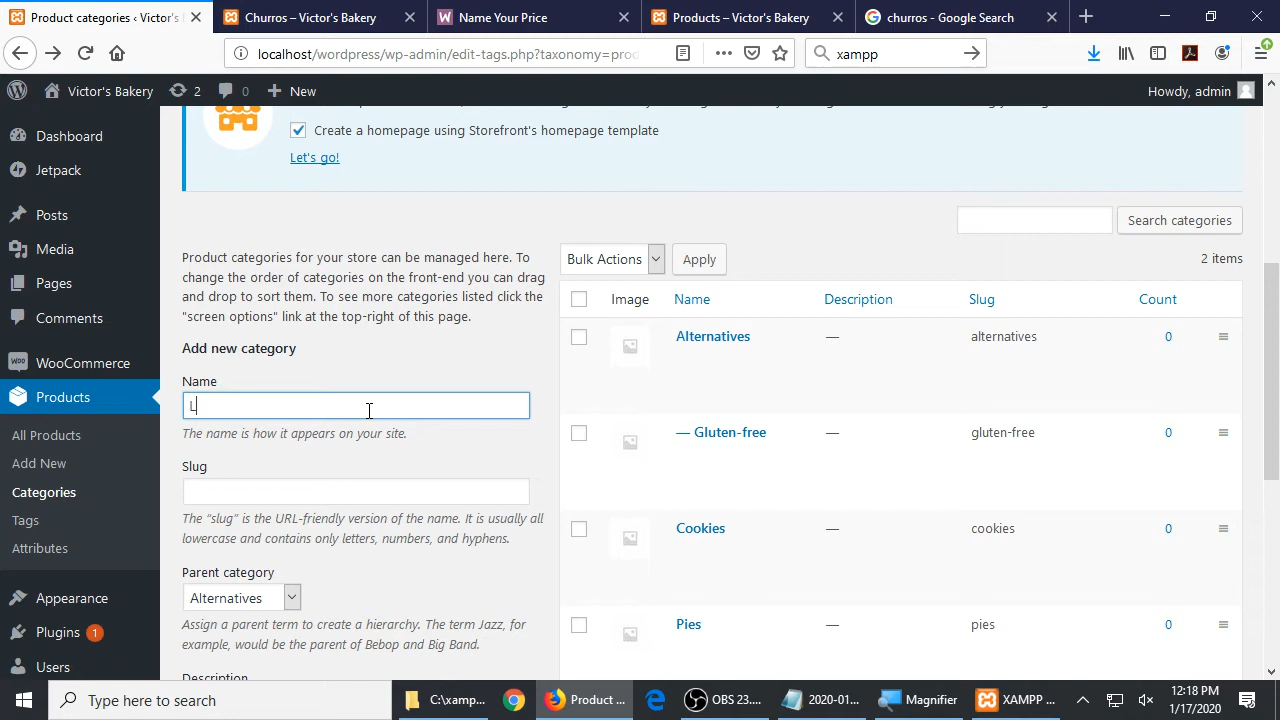 Product categories ‹ Victor's B
Churros – Victor's Bakery
Name Your Price
Products – Victor's Bakery
churros - Google Search
localhost/wordpress/wp-admin/edit-tags.php?taxonomy=proc
xampp
Victor's Bakery
2
0
New
Howdy, admin
Dashboard
Jetpack
Posts
Media
Pages
Comments
WooCommerce
Products
All Products
Add New
Categories
Tags
Attributes
Appearance
Plugins 1
Users
Create a homepage using Storefront's homepage template
Let's go!
Search categories
Product categories for your store can be managed here. To
change the order of categories on the front-end you can drag
and drop to sort them. To see more categories listed click the
"screen options" link at the top-right of this page.
Add new category
Name
L
The name is how it appears on your site.
Slug
The “slug” is the URL-friendly version of the name. It is usually all
lowercase and contains only letters, numbers, and hyphens.
Parent category
Alternatives
Assign a parent term to create a hierarchy. The term Jazz, for
example, would be the parent of Bebop and Big Band.
Description
Bulk Actions
Apply
2 items
Image Name Description Slug Count
Alternatives — alternatives 0
— Gluten-free — gluten-free 0
Cookies — cookies 0
Pies — pies 0
Type here to search
C:\xamp...
Product ...
OBS 23....
2020-01...
Magnifier
XAMPP ...
12:18 PM
1/17/2020